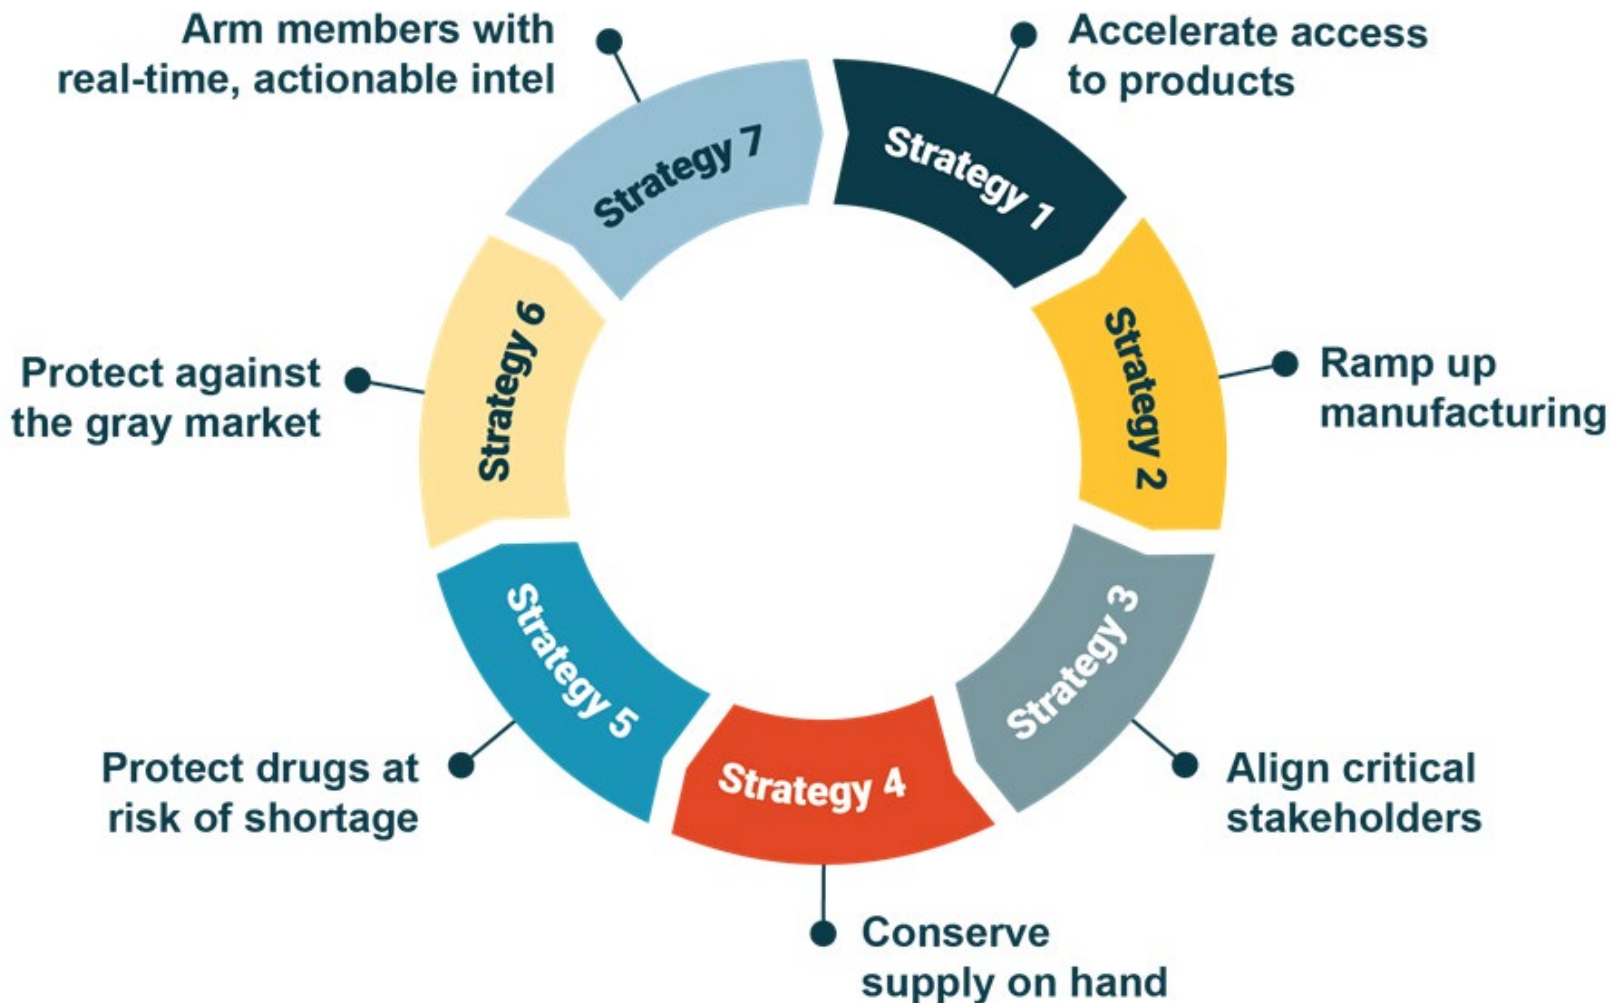 Strategy 1
Accelerate access
to products
Strategy 2
Ramp up
manufacturing
Strategy 3
Align critical
stakeholders
Strategy 4
Conserve
supply on hand
Strategy 5
Protect drugs at
risk of shortage
Strategy 6
Protect against
the gray market
Strategy 7
Arm members with
real-time, actionable intel